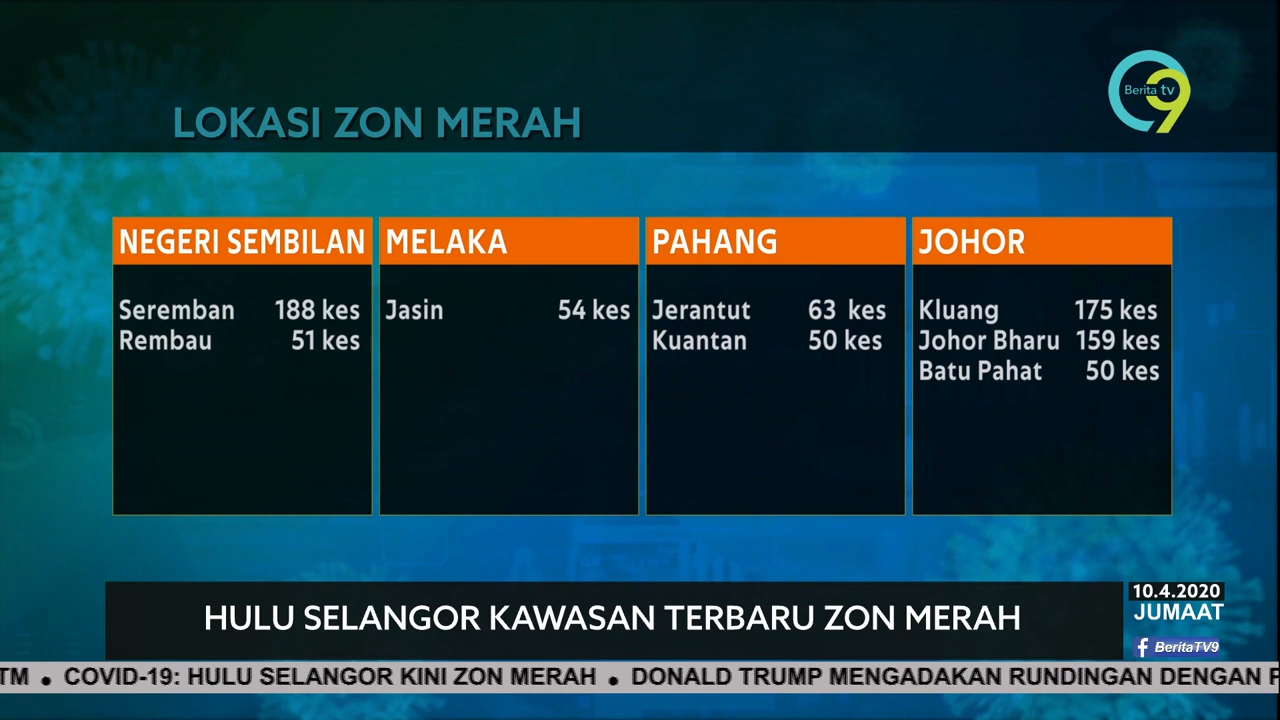 LOKASI ZON MERAH
Berita tv
9
NEGERI SEMBILAN
Seremban 188 kes
Rembau 51 kes
MELAKA
Jasin 54 kes
PAHANG
Jerantut 63 kes
Kuantan 50 kes
JOHOR
Kluang 175 kes
Johor Bharu 159 kes
Batu Pahat 50 kes
HULU SELANGOR KAWASAN TERBARU ZON MERAH
10.4.2020
JUMAAT
f BeritaTV9
TM • COVID-19: HULU SELANGOR KINI ZON MERAH • DONALD TRUMP MENGADAKAN RUNDINGAN DENGAN